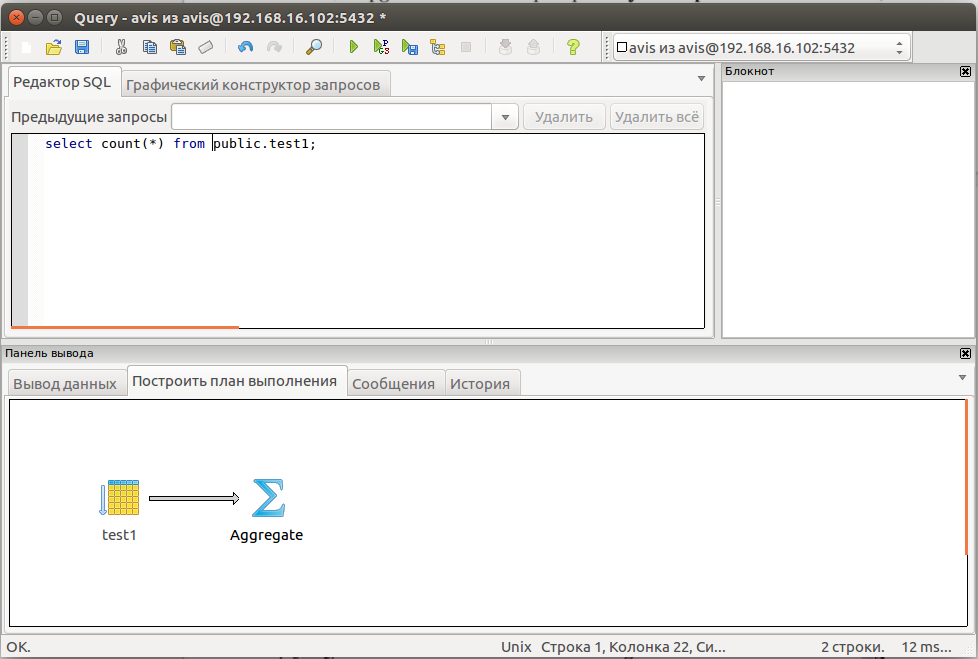 Query - avis из avis@192.168.16.102:5432 *
avis из avis@192.168.16.102:5432
Редактор SQL
Графический конструктор запросов
Предыдущие запросы
Удалить
Удалить всё
select count(*) from public.test1;
Блокнот
Панель вывода
Вывод данных
Построить план выполнения
Сообщения
История
test1
Aggregate
OK.
Unix
Строка 1, Колонка 22, Си...
2 строки.
12 ms...